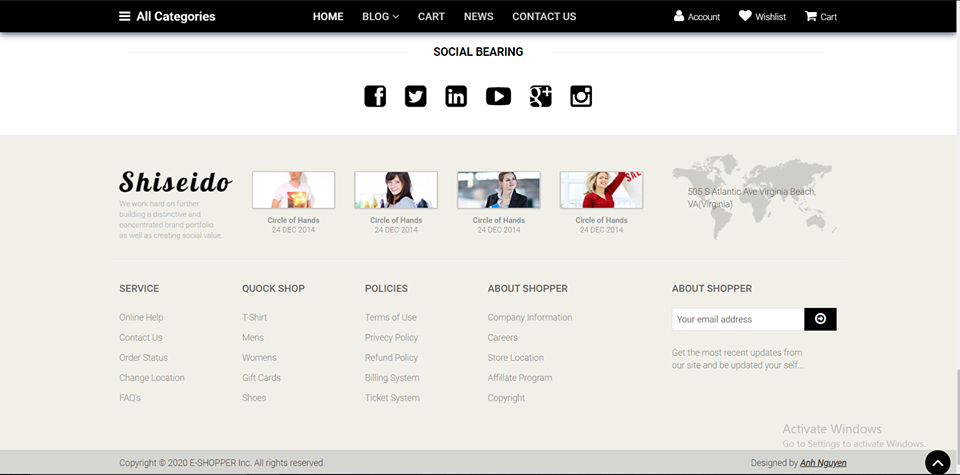 All Categories
HOME
BLOG
CART
NEWS
CONTACT US
Account
Wishlist
Cart
SOCIAL BEARING
Shiseido
We work hard on further
building a distinctive and
concentrated brand portfolio
as well as creating social value
Circle of Hands
24 DEC 2014
Circle of Hands
24 DEC 2014
Circle of Hands
24 DEC 2014
SALE
Circle of Hands
24 DEC 2014
505 S Atlantic Ave Virginia Beach,
VA(Virginia)
SERVICE
Online Help
Contact Us
Order Status
Change Location
FAQ's
QUOCK SHOP
T-Shirt
Mens
Womens
Gift Cards
Shoes
POLICIES
Terms of Use
Privecy Policy
Refund Policy
Billing System
Ticket System
ABOUT SHOPPER
Company Information
Careers
Store Location
Affillate Program
Copyright
ABOUT SHOPPER
Your email address
Get the most recent updates from
our site and be updated your self...
Activate Windows
Go to Settings to activate Windows.
Copyright © 2020 E-SHOPPER Inc. All rights reserved.
Designed by Anh Nguyen